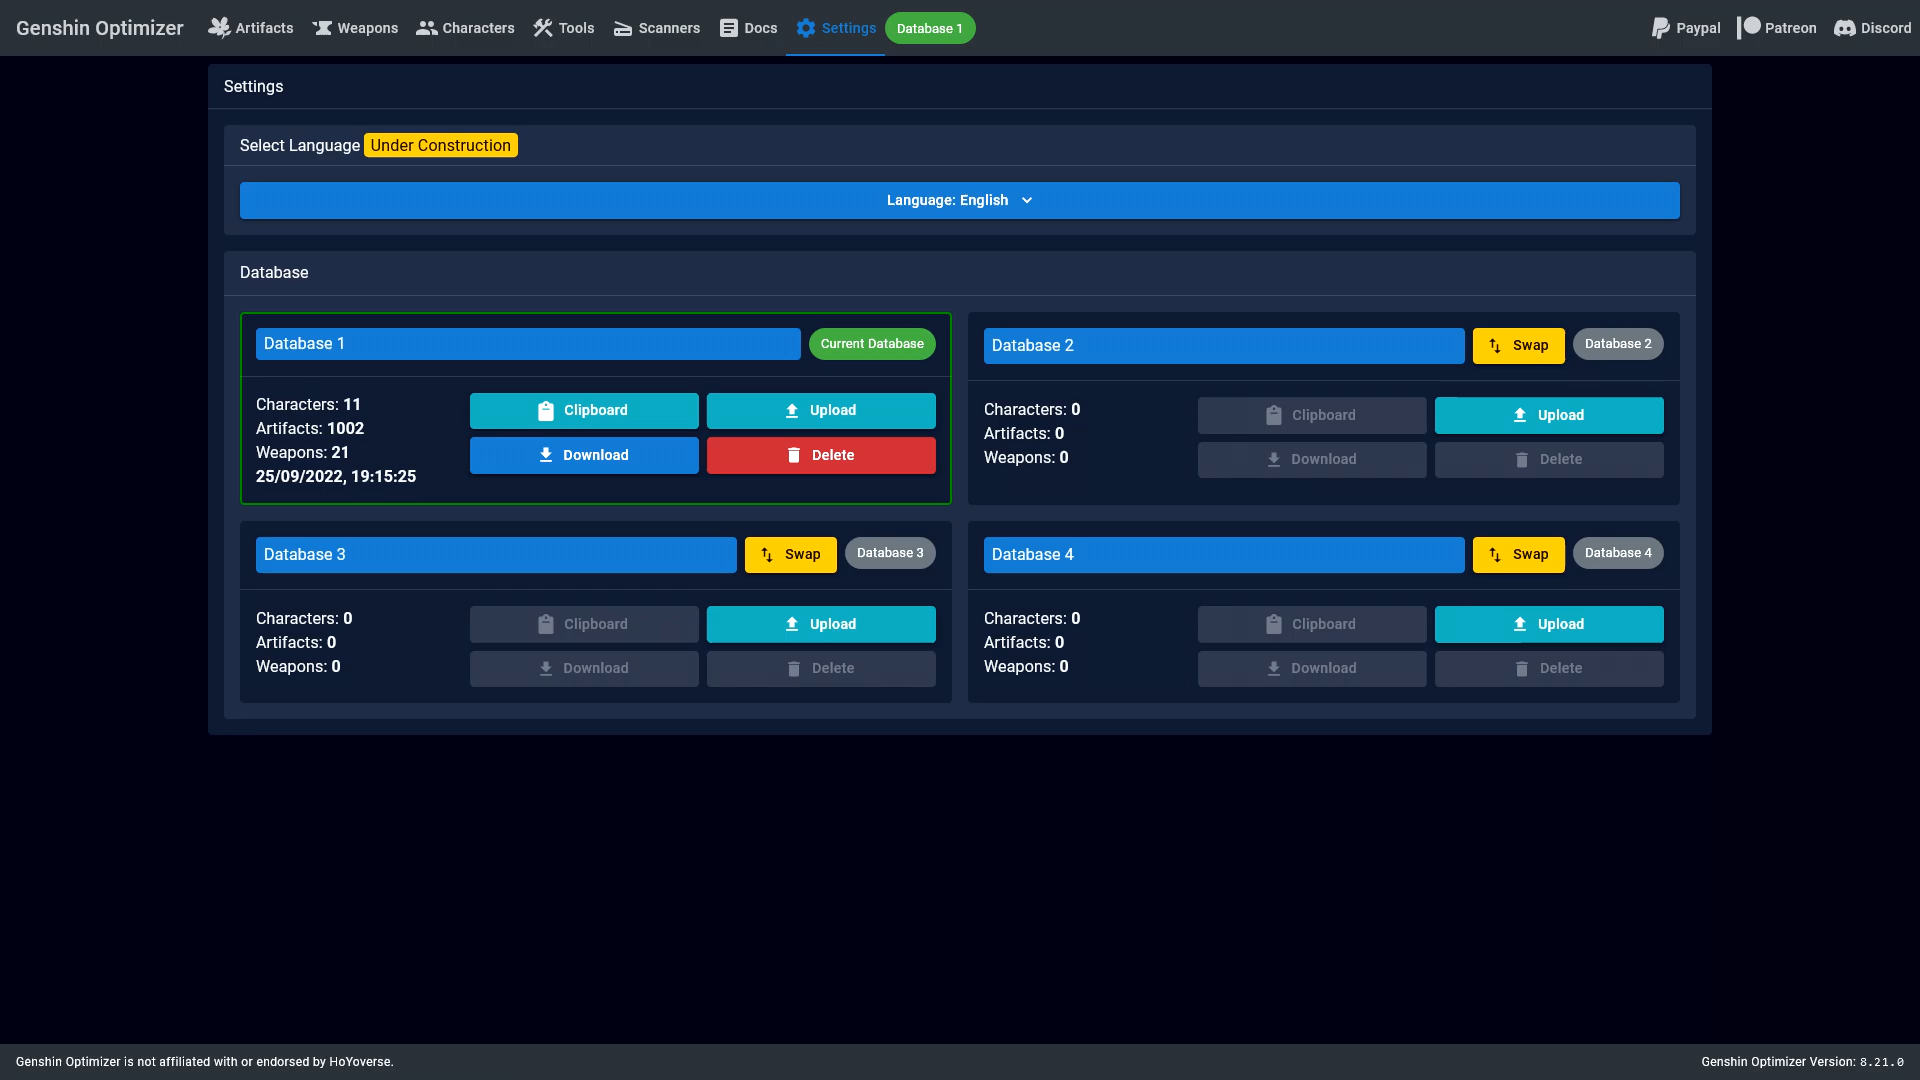 Genshin Optimizer Artifacts Weapons Characters Tools Scanners Docs Settings Database 1 Paypal Patreon Discord
Settings
Select Language Under Construction
Language: English
Database
Database 1 Current Database
Characters: 11
Artifacts: 1002
Weapons: 21
25/09/2022, 19:15:25
Clipboard Upload
Download Delete
Database 2 Swap Database 2
Characters: 0
Artifacts: 0
Weapons: 0
Clipboard Upload
Download Delete
Database 3 Swap Database 3
Characters: 0
Artifacts: 0
Weapons: 0
Clipboard Upload
Download Delete
Database 4 Swap Database 4
Characters: 0
Artifacts: 0
Weapons: 0
Clipboard Upload
Download Delete
Genshin Optimizer is not affiliated with or endorsed by HoYoverse. Genshin Optimizer Version: 8.21.0